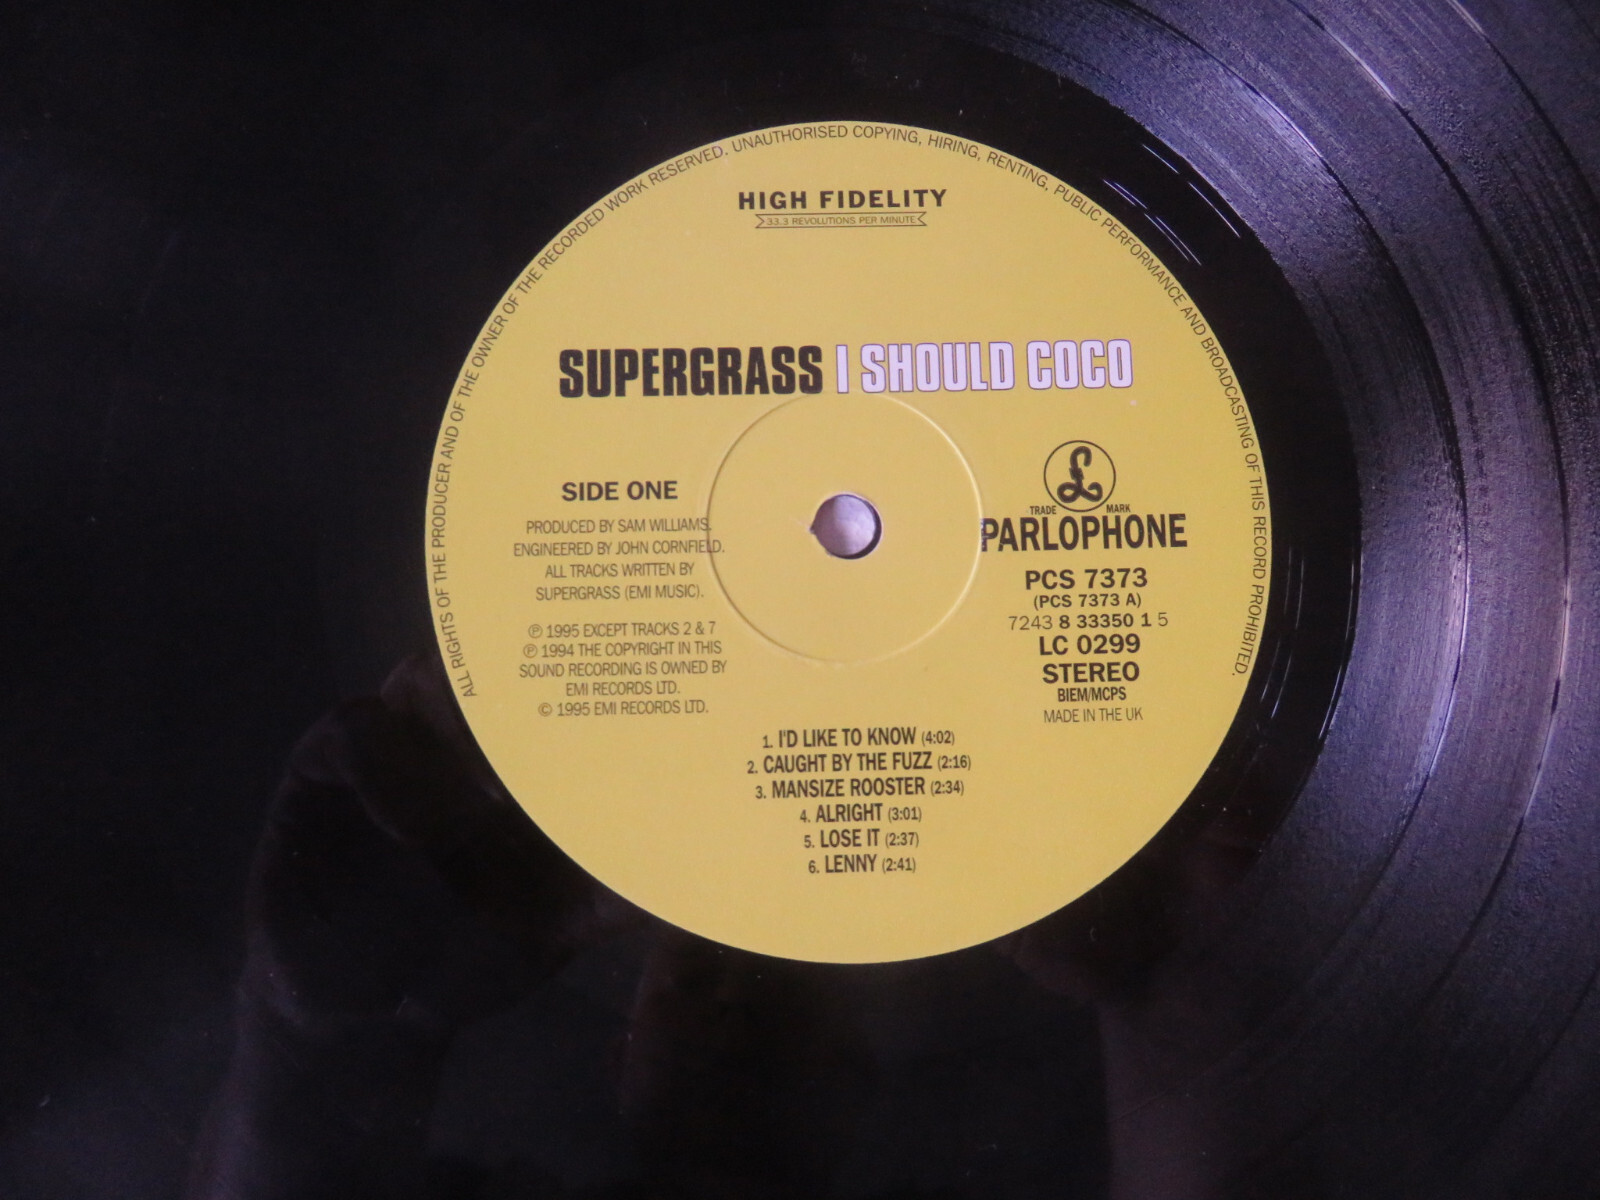 ALL RIGHTS OF THE PRODUCER AND OF THE OWNER OF THE RECORDED WORK RESERVED. UNAUTHORISED COPYING, HIRING, RENTING, PUBLIC PERFORMANCE AND BROADCASTING OF THIS RECORD PROHIBITED.
HIGH FIDELITY
33.3 REVOLUTIONS PER MINUTE
SUPERGRASS I SHOULD COCO
SIDE ONE
PRODUCED BY SAM WILLIAMS.
ENGINEERED BY JOHN CORNFIELD.
ALL TRACKS WRITTEN BY
SUPERGRASS (EMI MUSIC).
℗ 1995 EXCEPT TRACKS 2 & 7
℗ 1994 THE COPYRIGHT IN THIS
SOUND RECORDING IS OWNED BY
EMI RECORDS LTD.
© 1995 EMI RECORDS LTD.
£
TRADE MARK
PARLOPHONE
PCS 7373
(PCS 7373 A)
7243 8 33350 1 5
LC 0299
STEREO
BIEM/MCPS
MADE IN THE UK
1. I'D LIKE TO KNOW (4:02)
2. CAUGHT BY THE FUZZ (2:16)
3. MANSIZE ROOSTER (2:34)
4. ALRIGHT (3:01)
5. LOSE IT (2:37)
6. LENNY (2:41)